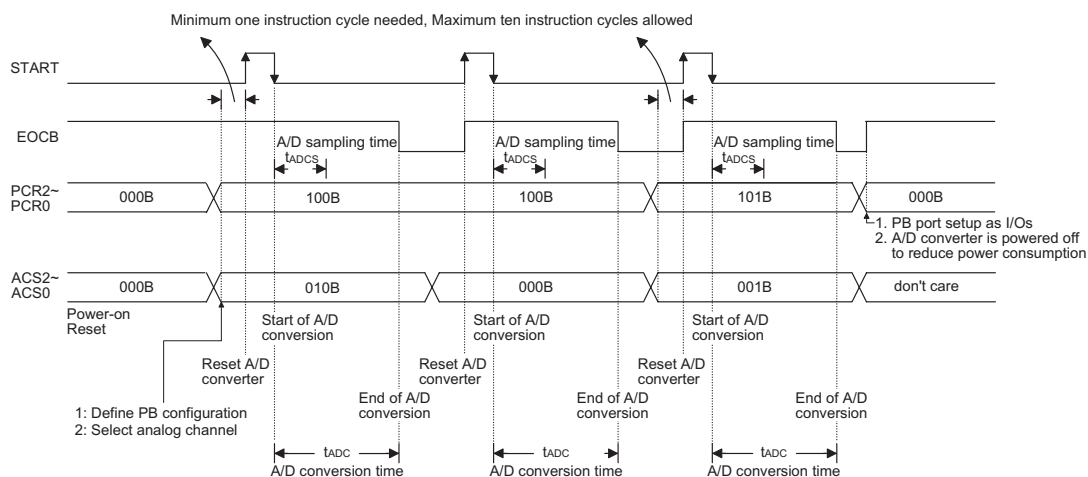 Minimum one instruction cycle needed, Maximum ten instruction cycles allowed
START
EOCB
A/D sampling time
tADCS
A/D sampling time
tADCS
A/D sampling time
tADCS
PCR2~
PCR0
000B
100B
100B
101B
000B
1. PB port setup as I/Os
2. A/D converter is powered off
to reduce power consumption
ACS2~
ACS0
000B
010B
000B
001B
don't care
Power-on
Reset
Start of A/D
conversion
Start of A/D
conversion
Start of A/D
conversion
Reset A/D
converter
Reset A/D
converter
Reset A/D
converter
1: Define PB configuration
2: Select analog channel
End of A/D
conversion
End of A/D
conversion
End of A/D
conversion
tADC
A/D conversion time
tADC
A/D conversion time
tADC
A/D conversion time